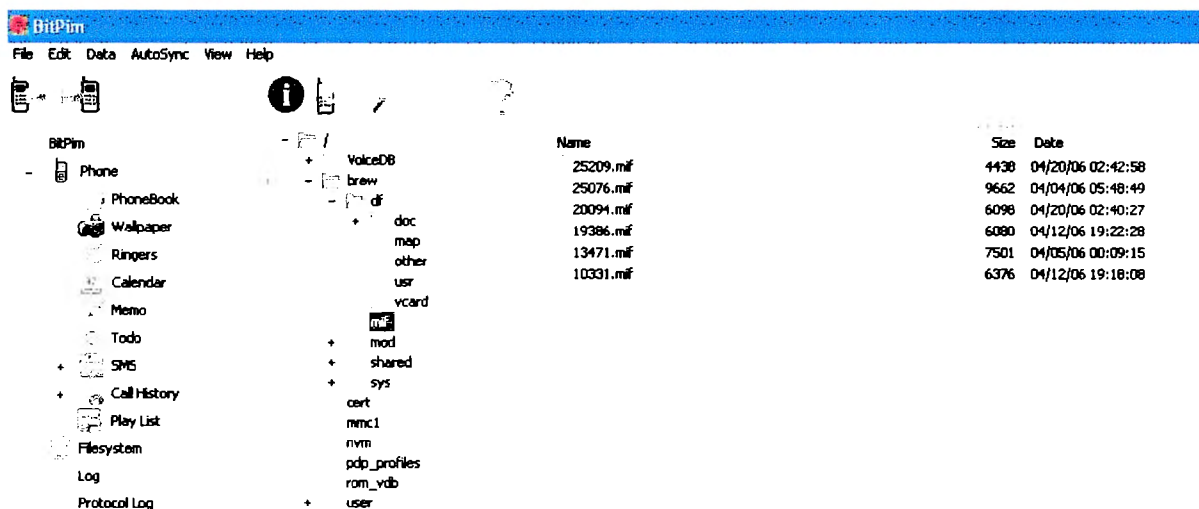 BitPim
File Edit Data AutoSync View Help
BitPim
Phone
PhoneBook
Wallpaper
Ringers
Calendar
Memo
Todo
SMS
Call History
Play List
Filesystem
Log
Protocol Log
/
VoiceDB
brew
df
doc
map
other
usr
vcard
mif
mod
shared
sys
cert
mmc1
nvm
pdp_profiles
rom_vdb
user
Name Size Date
25209.mif 4438 04/20/06 02:42:58
25076.mif 9662 04/04/06 05:48:49
20094.mif 6098 04/20/06 02:40:27
19386.mif 6080 04/12/06 19:22:28
13471.mif 7501 04/05/06 00:09:15
10331.mif 6376 04/12/06 19:18:08